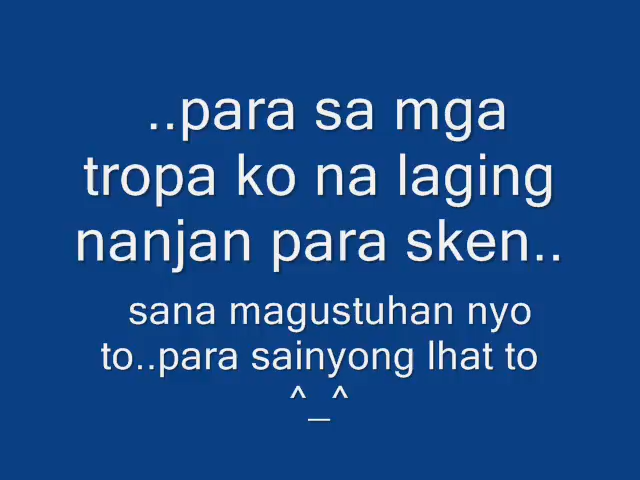 ..para sa mga
tropa ko na laging
nanjan para sken..
sana magustuhan nyo
to..para sainyong lhat to
^_^